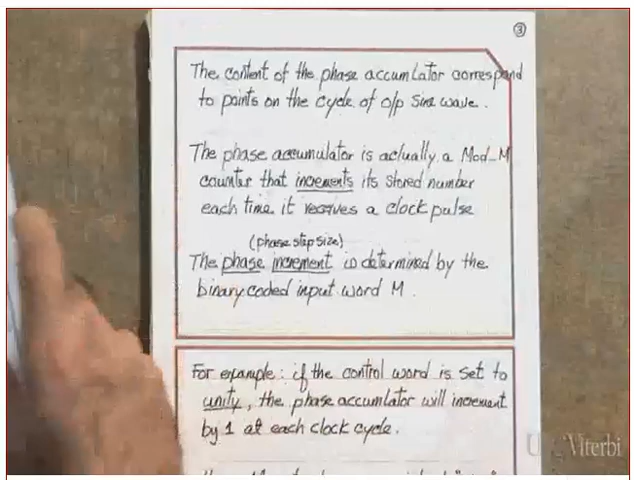 ③
The content of the phase accumlator correspond
to points on the cycle of o/p Sine wave.
The phase accumulator is actually a Mod_M
counter that increments its stored number
each time it receives a clock pulse
(phase step size)
The phase increment is determined by the
binary coded input word M.
For example: if the control word is set to
unity, the phase accumlator will increment
by 1 at each clock cycle.
Viterbi